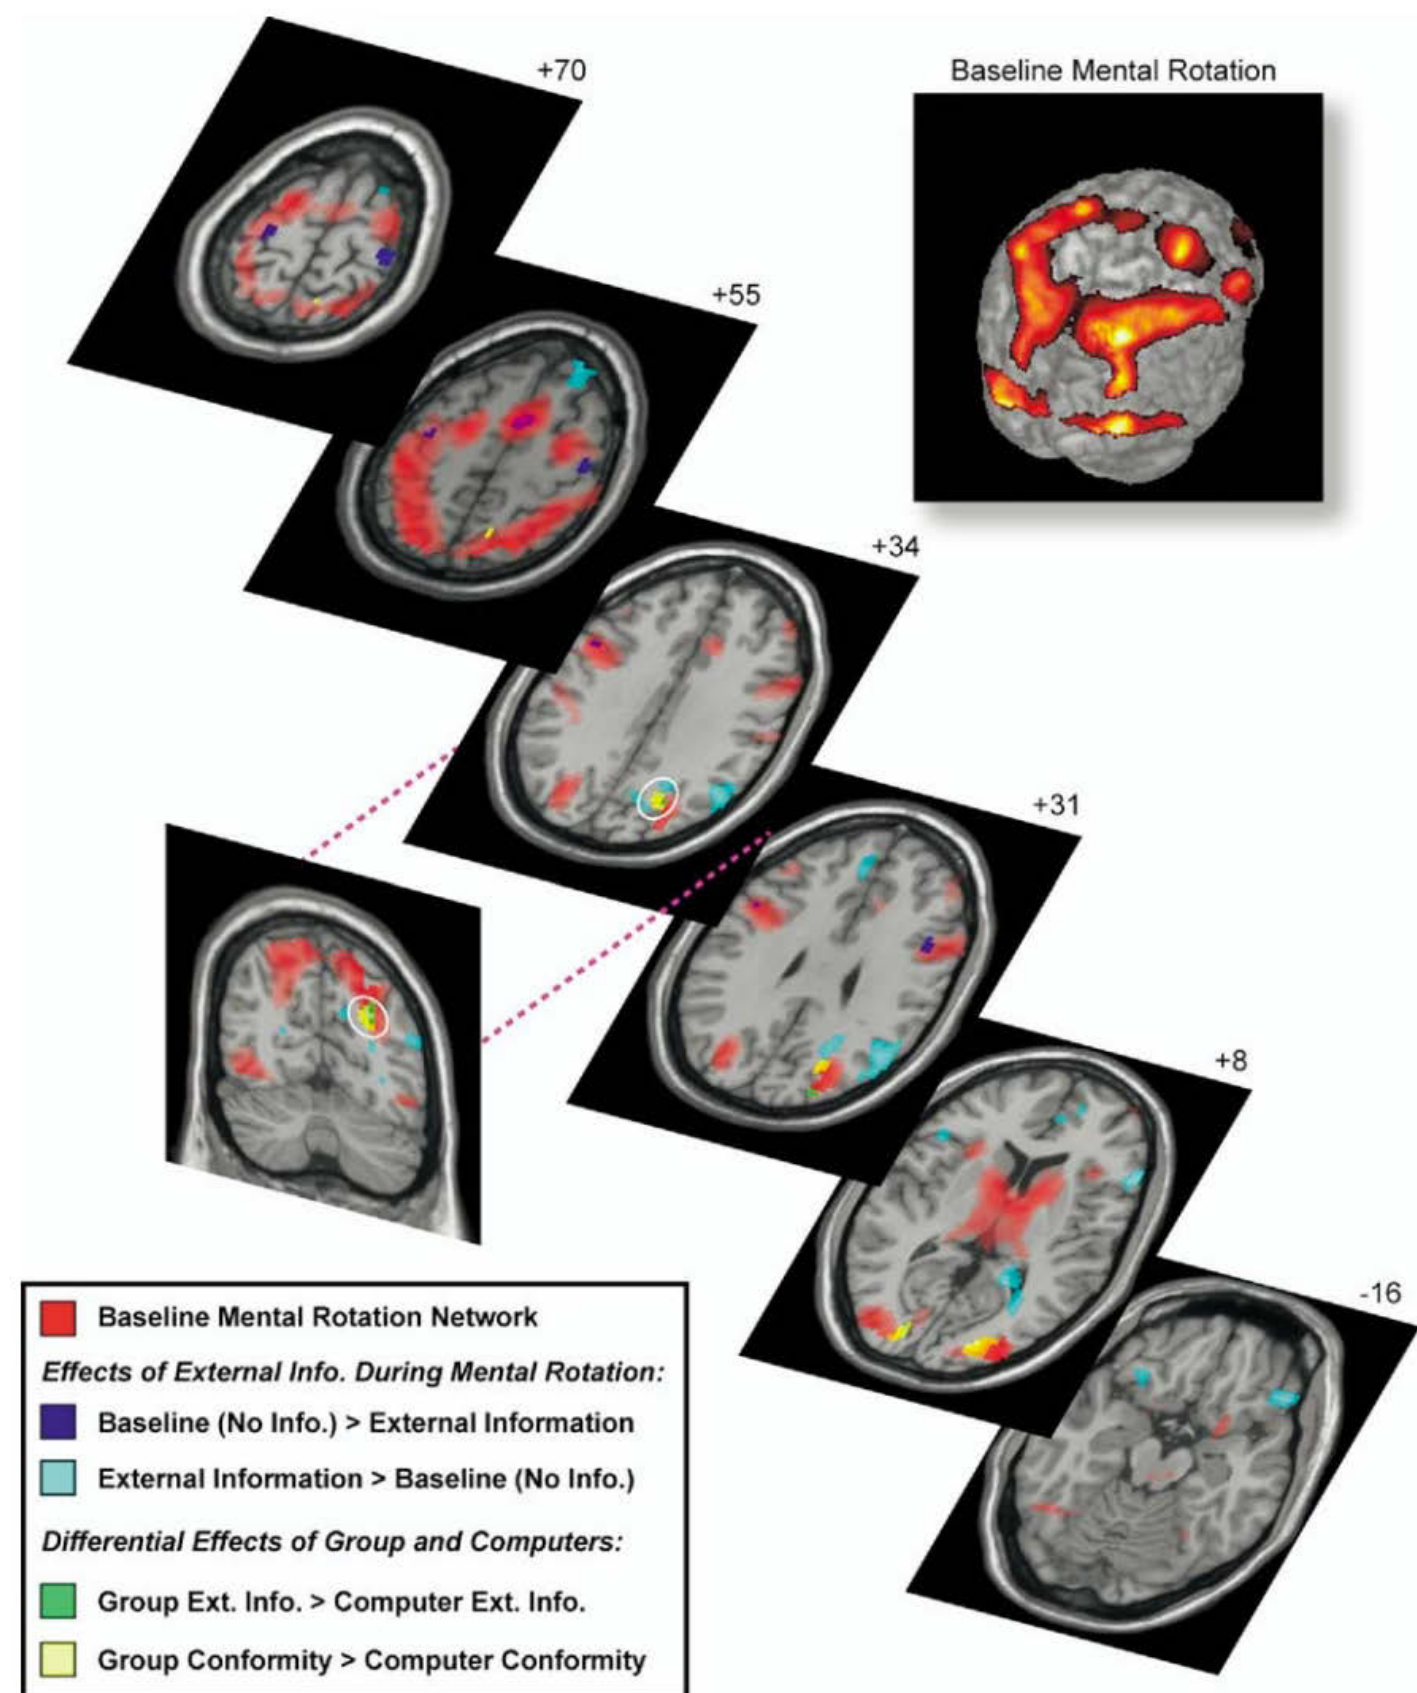 +70
Baseline Mental Rotation
+55
+34
+31
+8
-16
Baseline Mental Rotation Network
Effects of External Info. During Mental Rotation:
Baseline (No Info.) > External Information
External Information > Baseline (No Info.)
Differential Effects of Group and Computers:
Group Ext. Info. > Computer Ext. Info.
Group Conformity > Computer Conformity